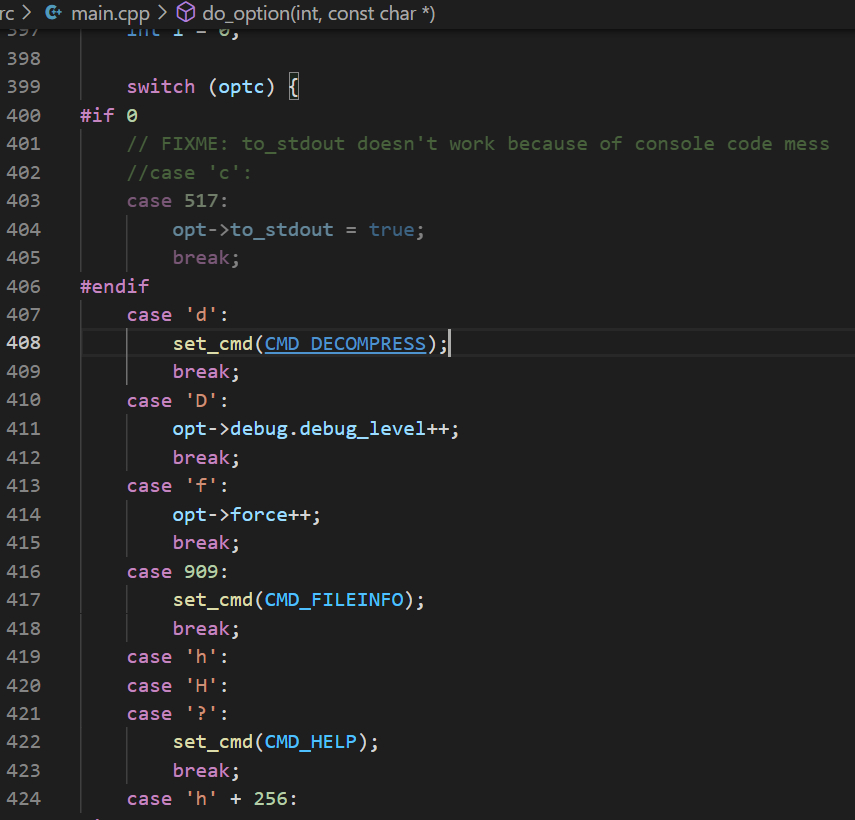 rc > main.cpp > do_option(int, const char *)
397 int i = 0;
398
399 switch (optc) {
400 #if 0
401 // FIXME: to_stdout doesn't work because of console code mess
402 //case 'c':
403 case 517:
404 opt->to_stdout = true;
405 break;
406 #endif
407 case 'd':
408 set_cmd(CMD_DECOMPRESS);
409 break;
410 case 'D':
411 opt->debug.debug_level++;
412 break;
413 case 'f':
414 opt->force++;
415 break;
416 case 909:
417 set_cmd(CMD_FILEINFO);
418 break;
419 case 'h':
420 case 'H':
421 case '?':
422 set_cmd(CMD_HELP);
423 break;
424 case 'h' + 256: